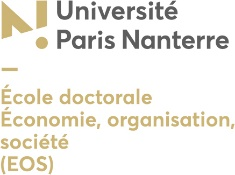 Université
Paris Nanterre
École doctorale
Économie, organisation,
société
(EOS)